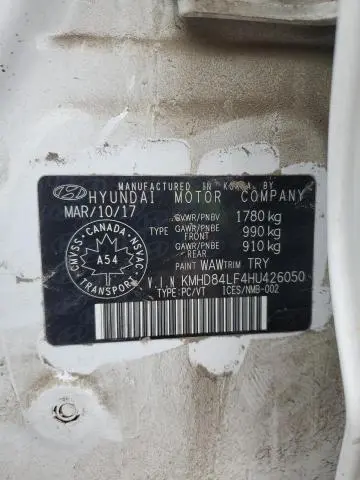 MANUFACTURED IN KOREA BY
HYUNDAI MOTOR COMPANY
MAR/10/17
GVWR/PNBV 1780 kg
TYPE GAWR/PNBE FRONT 990 kg
GAWR/PNBE REAR 910 kg
PAINT WAW TRIM TRY
V.I.N KMHD84LF4HU426050
TYPE:PC/VT ICES/NMB-002
CANADA
CMVSS NSVAC
A54
TRANSPORT